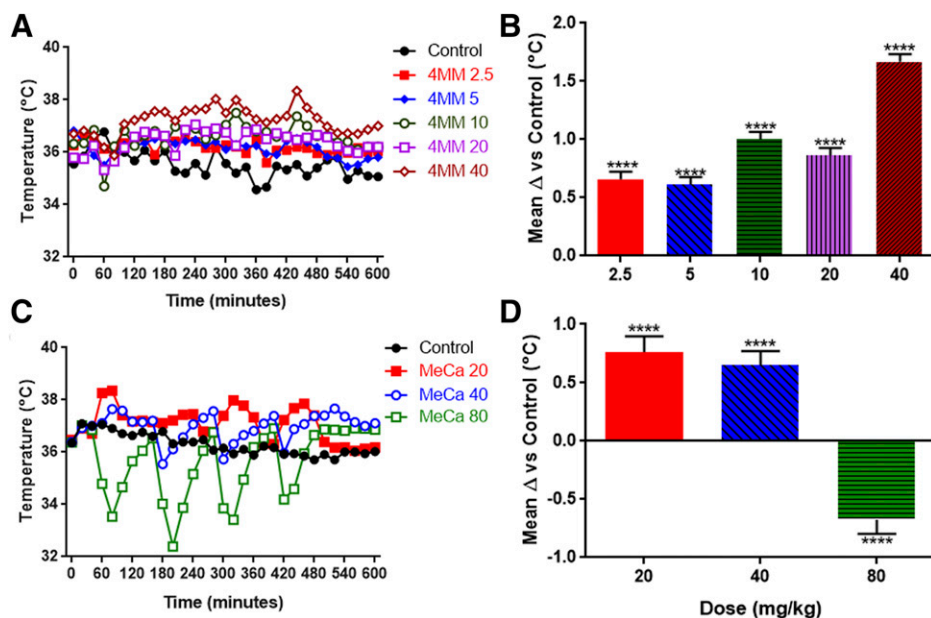 A
Temperature (°C)
40
38
36
34
32
0 60 120 180 240 300 360 420 480 540 600
Time (minutes)
Control
4MM 2.5
4MM 5
4MM 10
4MM 20
4MM 40
B
Mean Δ vs Control (°C)
2.0
1.5
1.0
0.5
0.0
**** **** **** **** ****
2.5 5 10 20 40
C
Temperature (°C)
40
38
36
34
32
0 60 120 180 240 300 360 420 480 540 600
Time (minutes)
Control
MeCa 20
MeCa 40
MeCa 80
D
Mean Δ vs Control (°C)
1.0
0.5
0.0
-0.5
-1.0
**** **** ****
20 40 80
Dose (mg/kg)